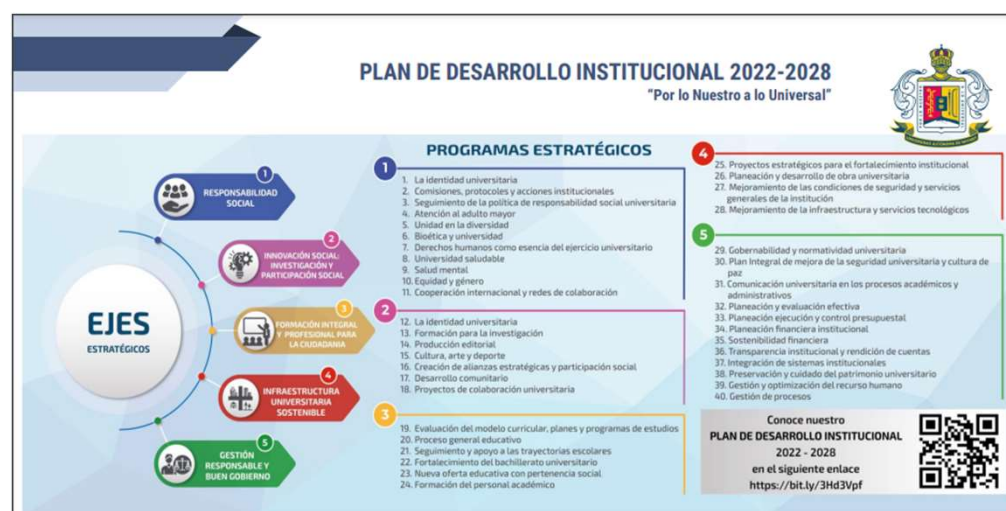 PLAN DE DESARROLLO INSTITUCIONAL 2022-2028
"Por lo Nuestro a lo Universal"
EJES
ESTRATÉGICOS
1
RESPONSABILIDAD
SOCIAL
2
INNOVACIÓN SOCIAL:
INVESTIGACIÓN Y
PARTICIPACIÓN SOCIAL
3
FORMACIÓN INTEGRAL
Y PROFESIONAL PARA
LA CIUDADANIA
4
INFRAESTRUCTURA
UNIVERSITARIA
SOSTENIBLE
5
GESTIÓN
RESPONSABLE Y
BUEN GOBIERNO
PROGRAMAS ESTRATÉGICOS
1
1. La identidad universitaria
2. Comisiones, protocoles y acciones institucionales
3. Seguimiento de la política de responsabilidad social universitaria
4. Atención al adulto mayor
5. Unidad en la diversidad
6. Bioética y universidad
7. Derechos humanos como esencia del ejercicio universitario
8. Universidad saludable
9. Salud mental
10. Equidad y género
11. Cooperación internacional y redes de colaboración
2
12. La identidad universitaria
13. Formación para la investigación
14. Producción editorial
15. Cultura, arte y deporte
16. Creación de alianzas estratégicas y participación social
17. Desarrollo comunitario
18. Proyectos de colaboración universitaria
3
19. Evaluación del modelo curricular, planes y programas de estudios
20. Proceso general educativo
21. Seguimiento y apoyo a las trayectorias escolares
22. Fortalecimiento del bachillerato universitario
23. Nueva oferta educativa con pertenencia social
24. Formación del personal académico
4
25. Proyectos estratégicos para el fortalecimiento institucional
26. Planeación y desarrollo de obra universitaria
27. Mejoramiento de las condiciones de seguridad y servicios
generales de la institución
28. Mejoramiento de la infraestructura y servicios tecnológicos
5
29. Gobernabilidad y normatividad universitaria
30. Plan Integral de mejora de la seguridad universitaria y cultura de
paz
31. Comunicación universitaria en los procesos académicos y
administrativos
32. Planeación y evaluación efectiva
33. Planeación ejecución y control presupuestal
34. Planeación financiera institucional
35. Sostenibilidad financiera
36. Transparencia institucional y rendición de cuentas
37. Integración de sistemas institucionales
38. Preservación y cuidado del patrimonio universitario
39. Gestión y optimización del recurso humano
40. Gestión de procesos
Conoce nuestro
PLAN DE DESARROLLO INSTITUCIONAL
2022 - 2028
en el siguiente enlace
https://bit.ly/3Hd3Vpf